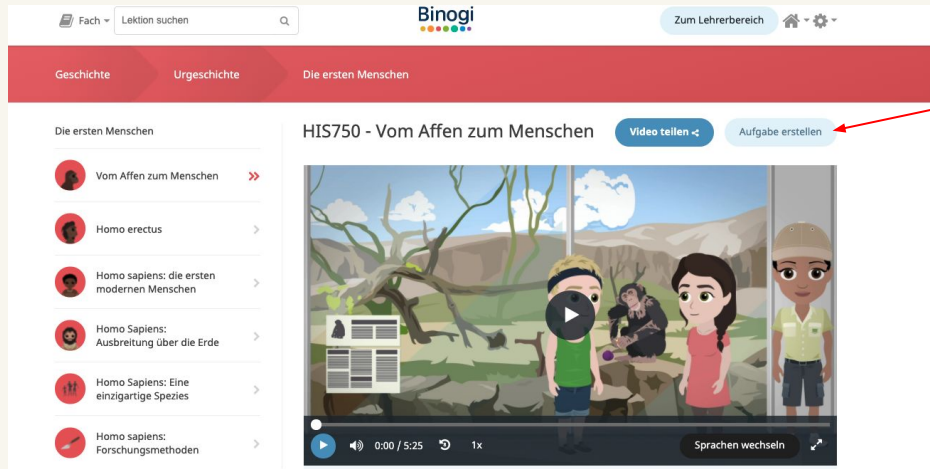 Fach
Lektion suchen
Binogi
Zum Lehrerbereich
Geschichte
Urgeschichte
Die ersten Menschen
Die ersten Menschen
Vom Affen zum Menschen
Homo erectus
Homo sapiens: die ersten
modernen Menschen
Homo Sapiens:
Ausbreitung über die Erde
Homo Sapiens: Eine
einzigartige Spezies
Homo sapiens:
Forschungsmethoden
HIS750 - Vom Affen zum Menschen
Video teilen
Aufgabe erstellen
0:00 / 5:25
1x
Sprachen wechseln